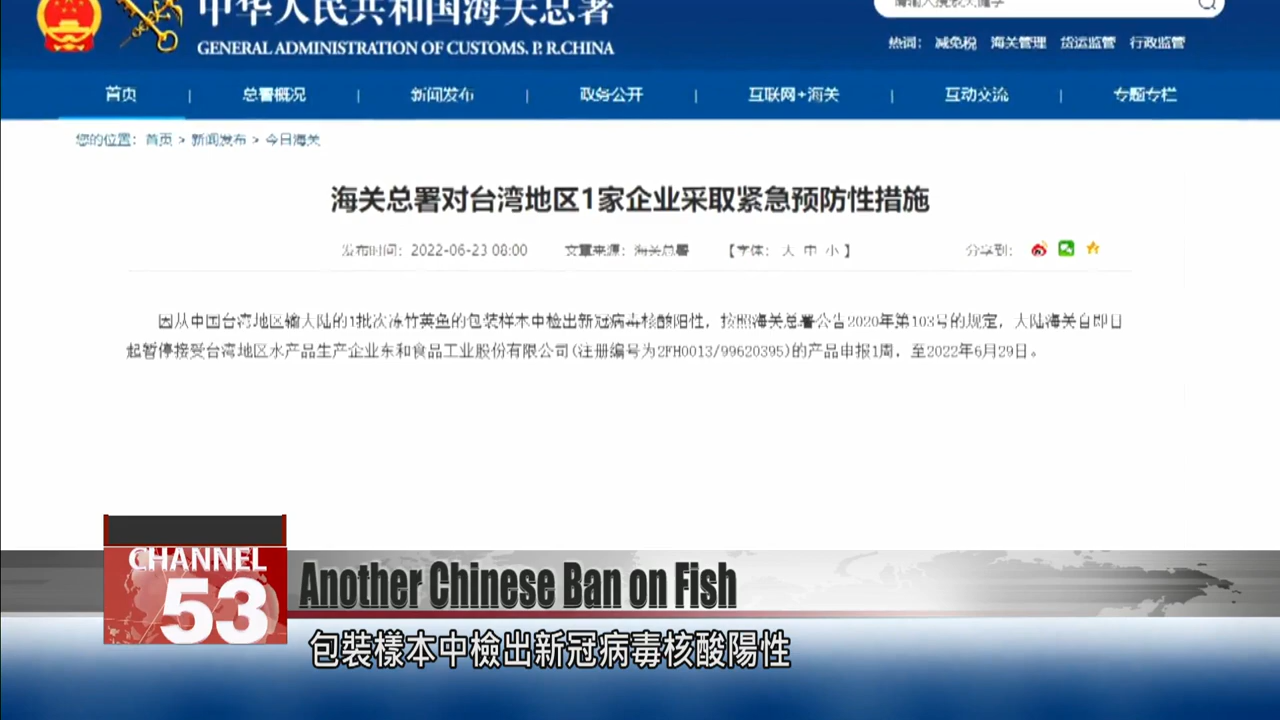 中华人民共和国海关总署
GENERAL ADMINISTRATION OF CUSTOMS. P. R.CHINA
热词： 减免税 海关管理 货运监管 行政监管
首页 | 总署概况 | 新闻发布 | 政务公开 | 互联网+海关 | 互动交流 | 专题专栏
您的位置：首页 > 新闻发布 > 今日海关
海关总署对台湾地区1家企业采取紧急预防性措施
发布时间：2022-06-23 08:00 文章来源：海关总署 【字体： 大 中 小 】 分享到：
因从中国台湾地区输大陆的1批次冻竹荚鱼的包装样本中检出新冠病毒核酸阳性，按照海关总署公告2020年第103号的规定，大陆海关自即日
起暂停接受台湾地区水产品生产企业东和食品工业股份有限公司(注册编号为2FH0013/99620395)的产品申报1周，至2022年6月29日。
CHANNEL
53
Another Chinese Ban on Fish
包裝樣本中檢出新冠病毒核酸陽性